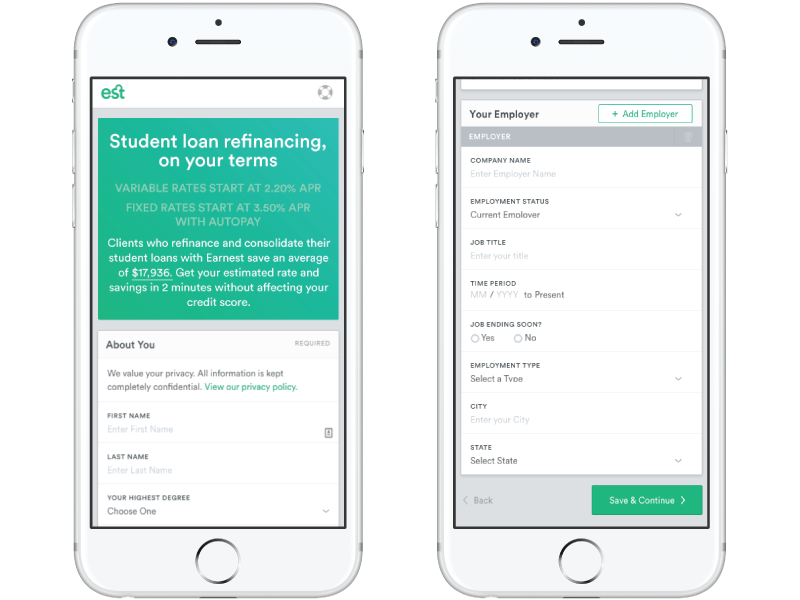 est
Student loan refinancing,
on your terms
VARIABLE RATES START AT 2.20% APR
FIXED RATES START AT 3.50% APR
WITH AUTOPAY
Clients who refinance and consolidate their
student loans with Earnest save an average
of $17,936. Get your estimated rate and
savings in 2 minutes without affecting your
credit score.
About You REQUIRED
We value your privacy. All information is kept
completely confidential. View our privacy policy.
FIRST NAME
Enter First Name
LAST NAME
Enter Last Name
YOUR HIGHEST DEGREE
Choose One
Your Employer + Add Employer
EMPLOYER
COMPANY NAME
Enter Employer Name
EMPLOYMENT STATUS
Current Employer
JOB TITLE
Enter your title
TIME PERIOD
MM / YYYY to Present
JOB ENDING SOON?
Yes No
EMPLOYMENT TYPE
Select a Type
CITY
Enter your City
STATE
Select State
Back Save & Continue